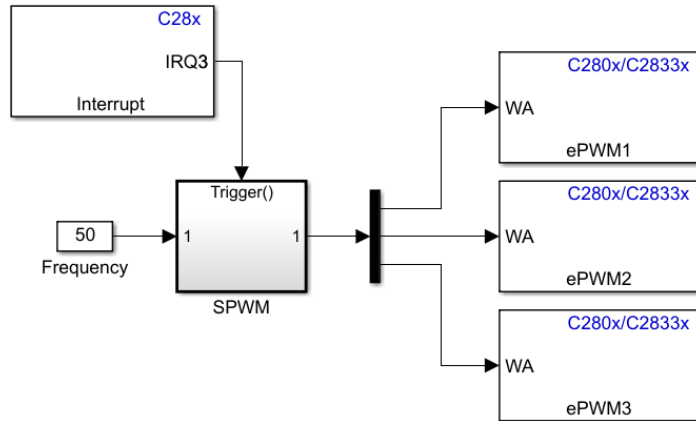 C28x
IRQ3
Interrupt
Trigger()
50
1
1
Frequency
SPWM
C280x/C2833x
WA
ePWM1
C280x/C2833x
WA
ePWM2
C280x/C2833x
WA
ePWM3